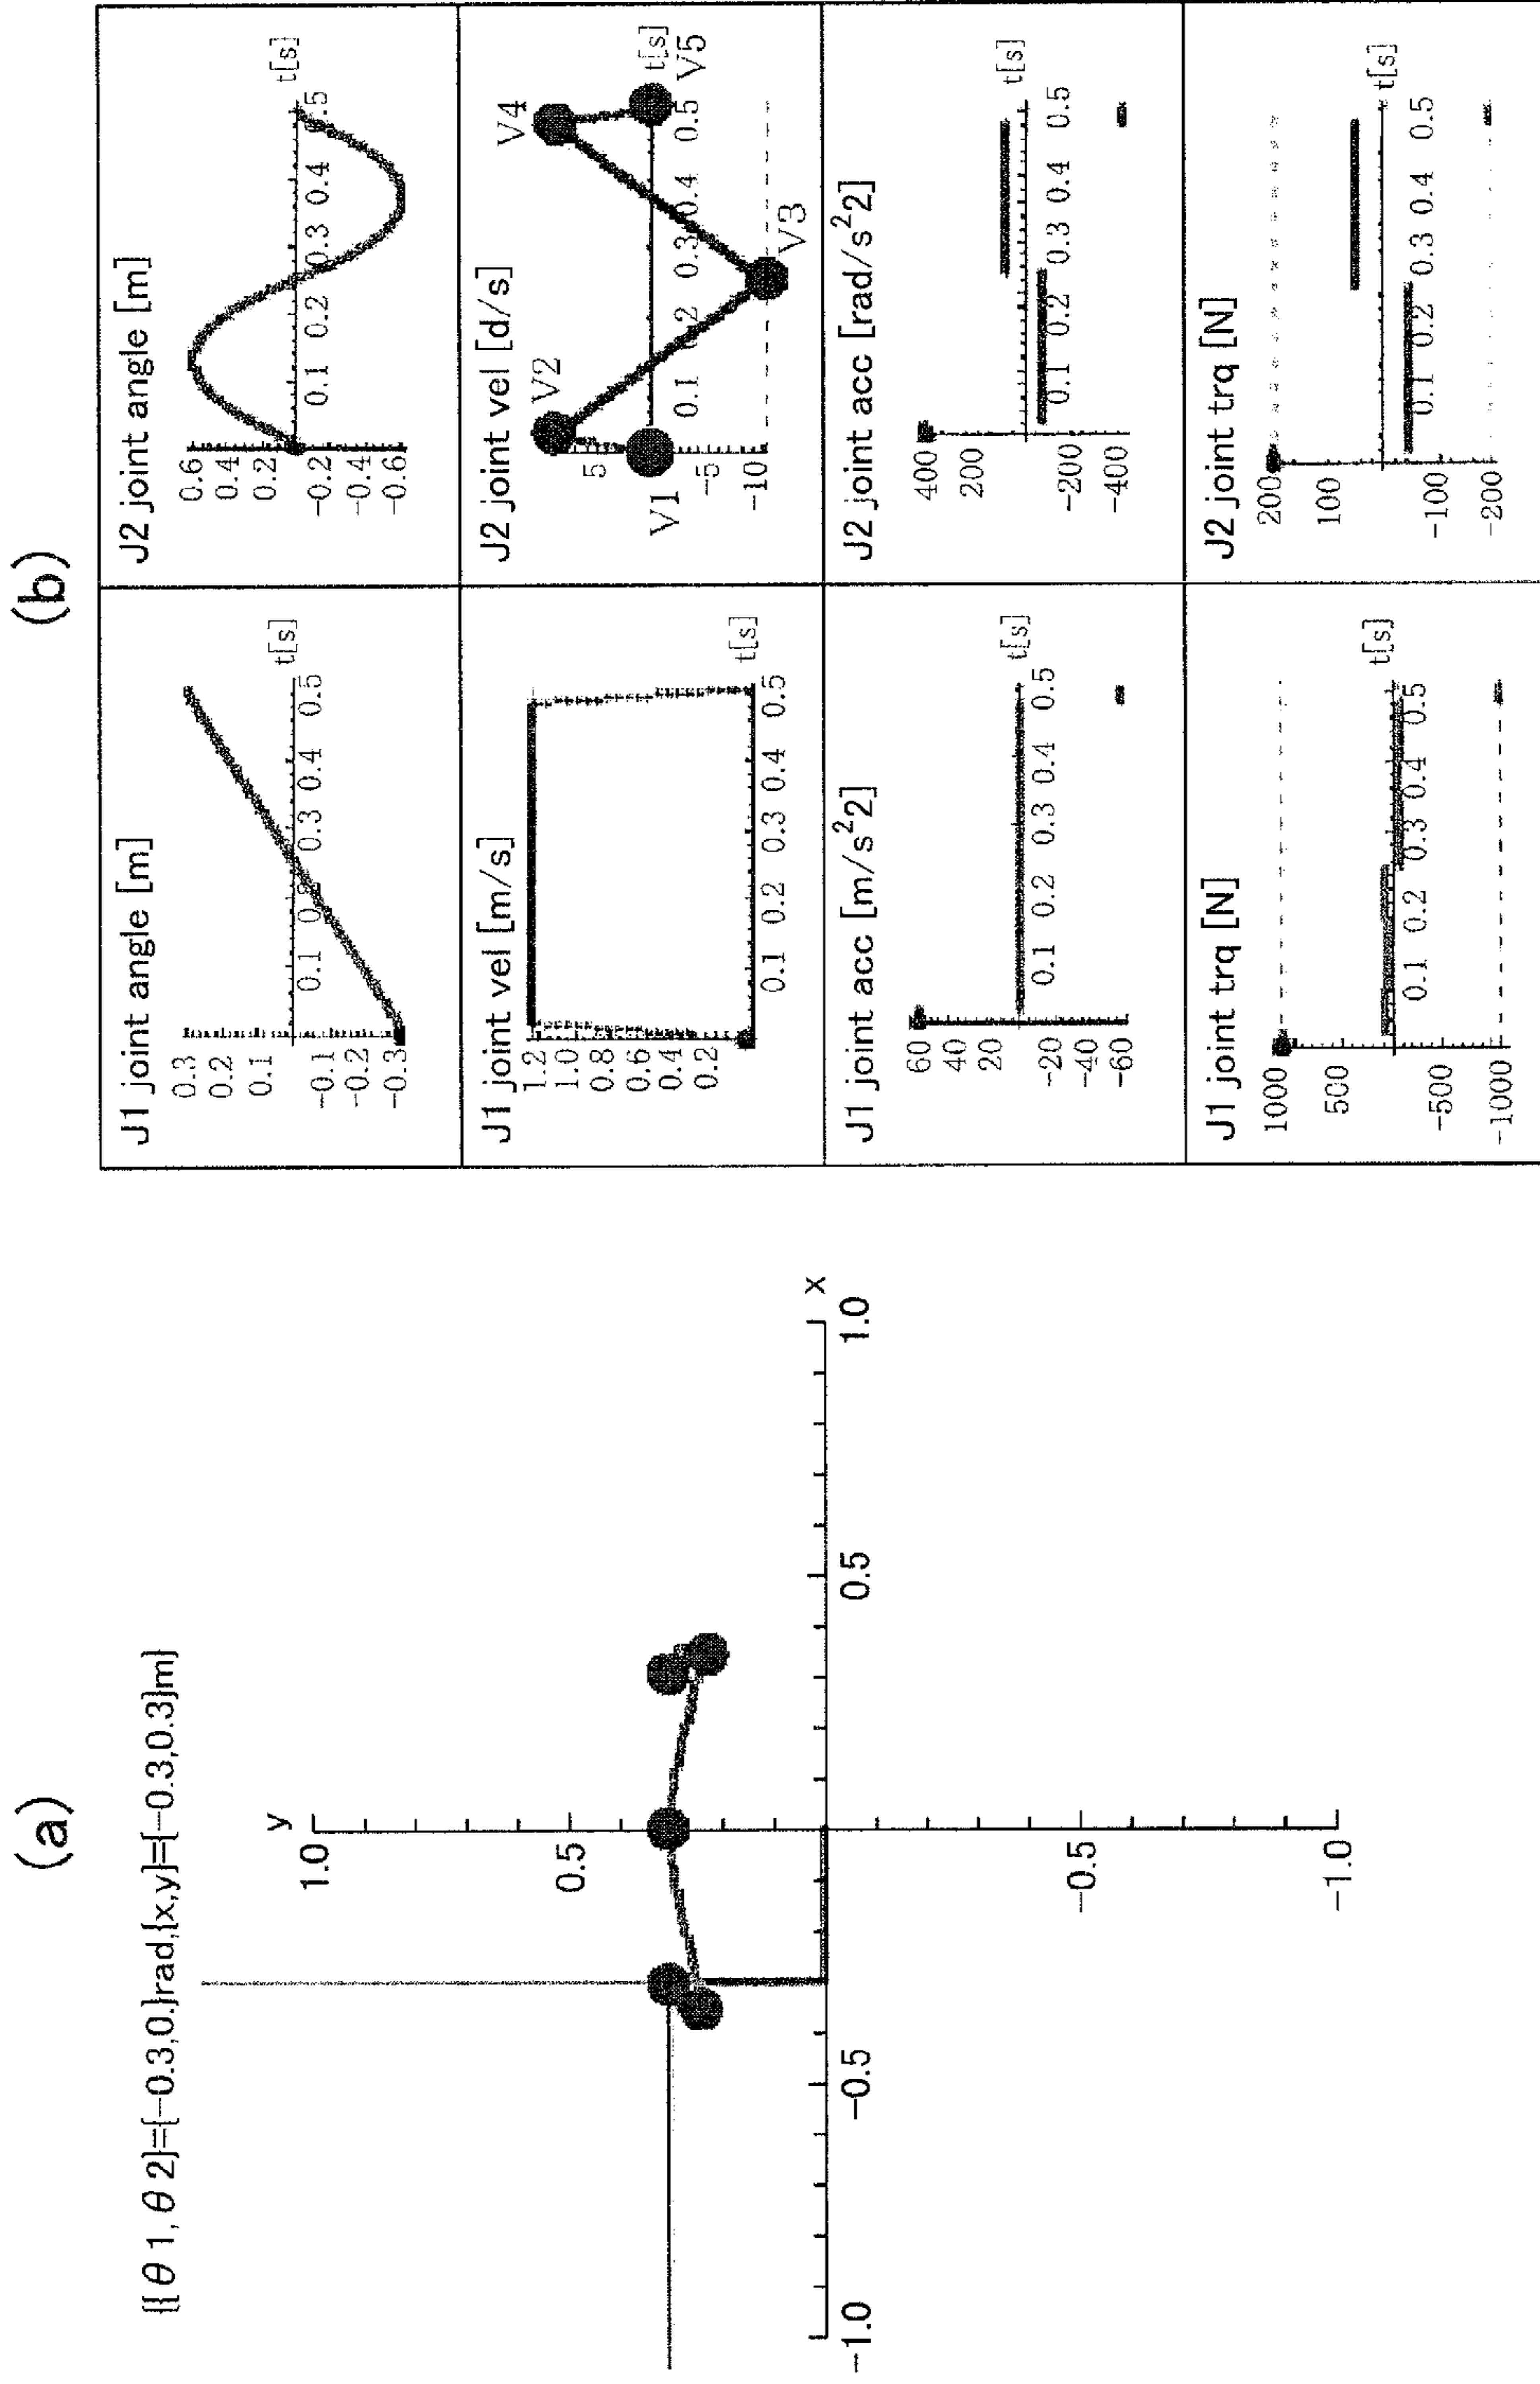 (a)
{{θ1,θ2}={-0.3,0.}rad,{x,y}={-0.3,0.3}m}
y
1.0
0.5
-1.0
-0.5
0.5
1.0
x
-0.5
-1.0
(b)
J1 joint angle [m]
0.3
0.2
0.1
-0.1
-0.2
-0.3
0.1 0.2 0.3 0.4 0.5
t[s]
J2 joint angle [m]
0.6
0.4
0.2
-0.2
-0.4
-0.6
0.1 0.2 0.3 0.4 0.5
t[s]
J1 joint vel [m/s]
1.2
1.0
0.8
0.6
0.4
0.2
0.1 0.2 0.3 0.4 0.5
t[s]
J2 joint vel [d/s]
V2
V4
5
-5
-10
V1
0.1 0.2 0.3 0.4 0.5
t[s]
V5
V3
J1 joint acc [m/s²2]
60
40
20
-20
-40
-60
0.1 0.2 0.3 0.4 0.5
t[s]
J2 joint acc [rad/s²2]
400
200
-200
-400
0.1 0.2 0.3 0.4 0.5
t[s]
J1 joint trq [N]
1000
500
-500
-1000
0.1 0.2 0.3 0.4 0.5
t[s]
J2 joint trq [N]
200
100
-100
-200
0.1 0.2 0.3 0.4 0.5
t[s]